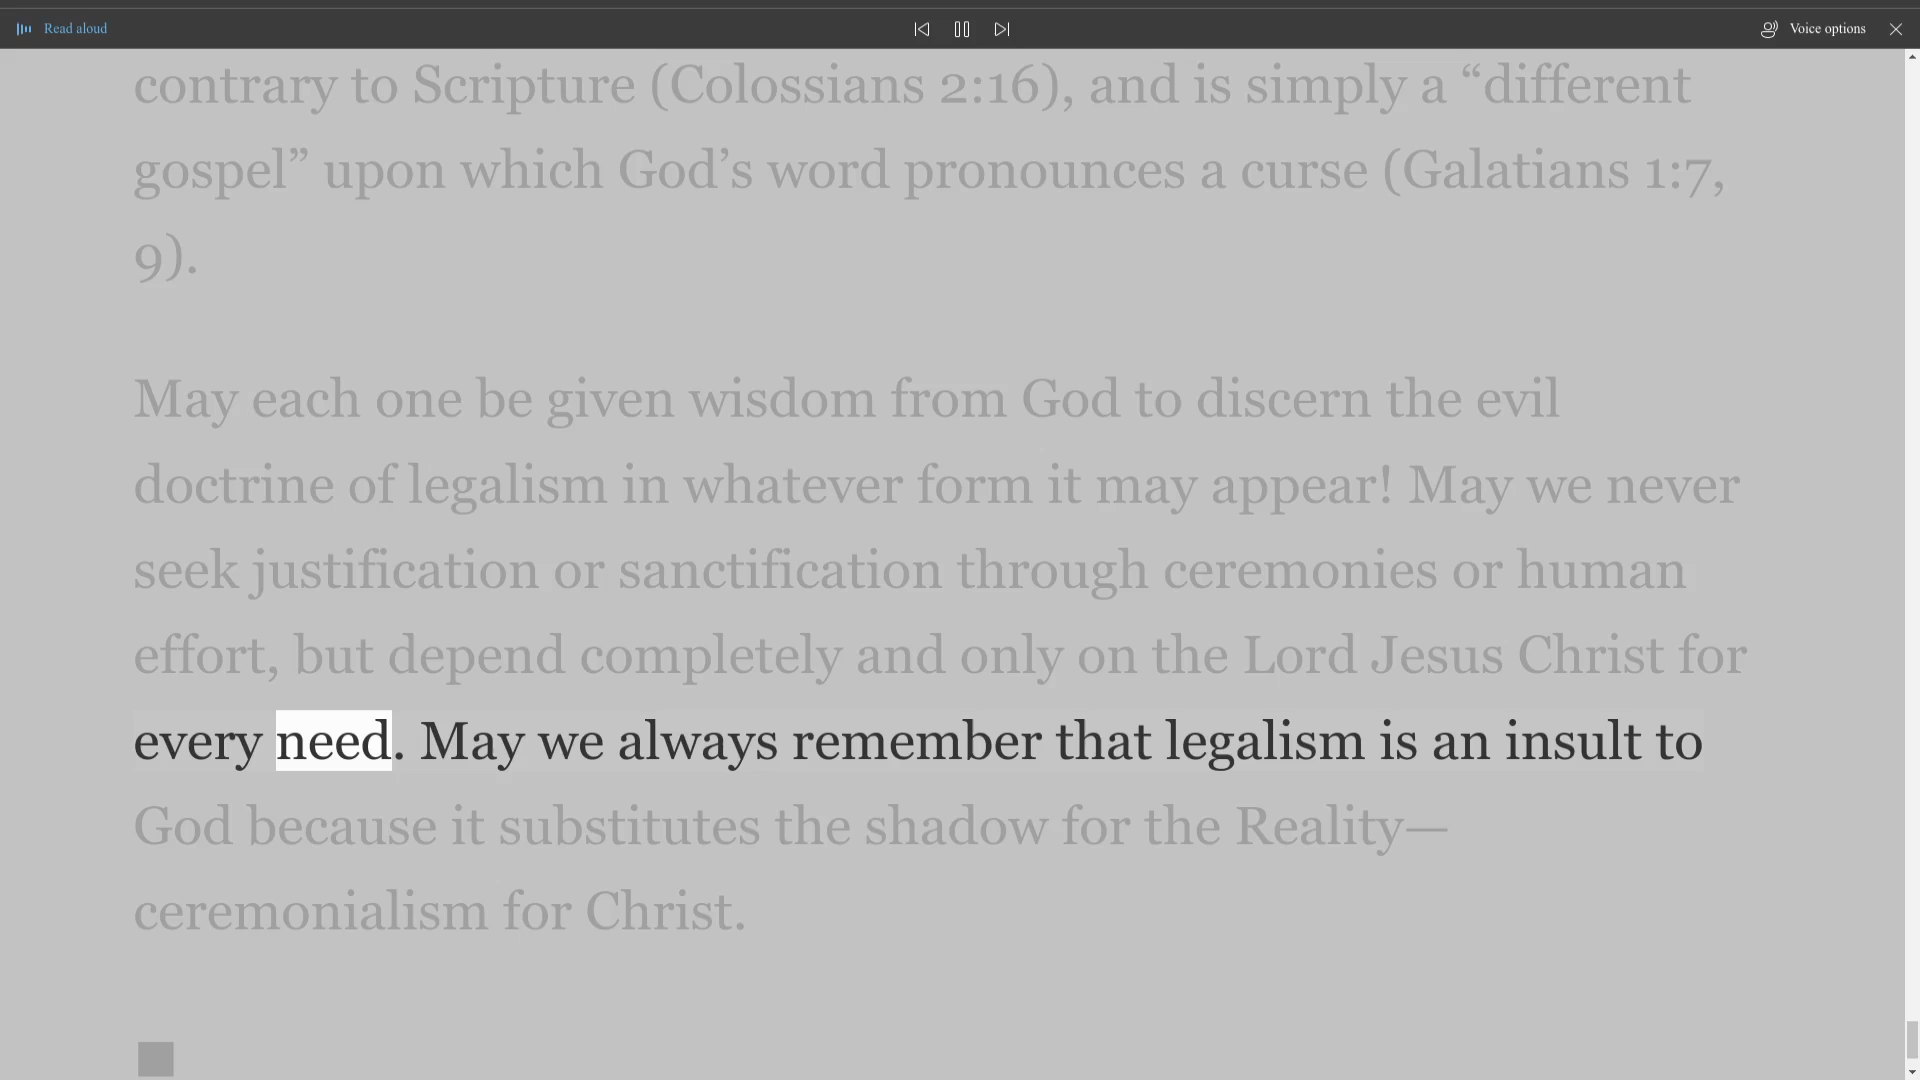 Read aloud
Voice options
contrary to Scripture (Colossians 2:16), and is simply a “different
gospel” upon which God’s word pronounces a curse (Galatians 1:7,
9).
May each one be given wisdom from God to discern the evil
doctrine of legalism in whatever form it may appear! May we never
seek justification or sanctification through ceremonies or human
effort, but depend completely and only on the Lord Jesus Christ for
every need. May we always remember that legalism is an insult to
God because it substitutes the shadow for the Reality—
ceremonialism for Christ.